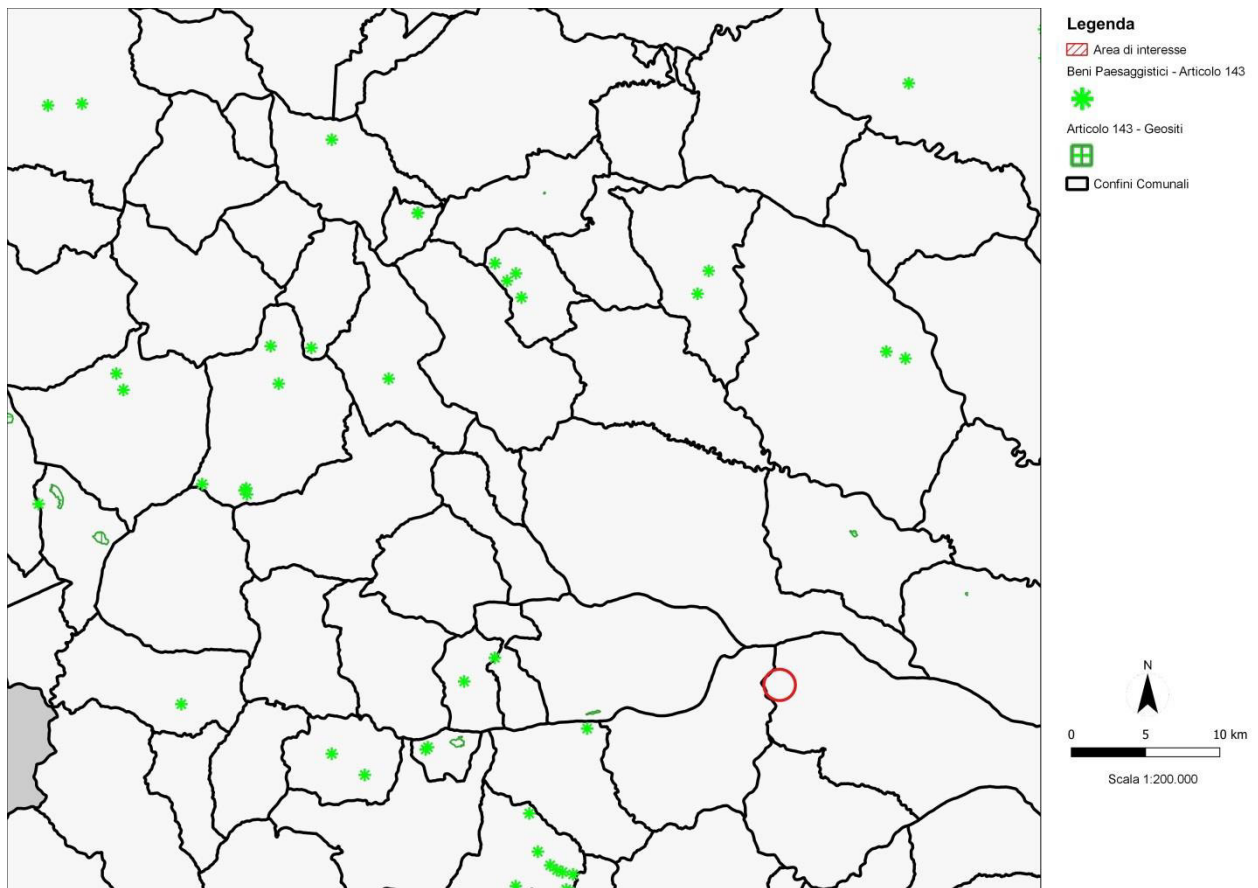 Legenda
Area di interesse
Beni Paesaggistici - Articolo 143
Articolo 143 - Geositi
Confini Comunali
N
0 5 10 km
Scala 1:200.000